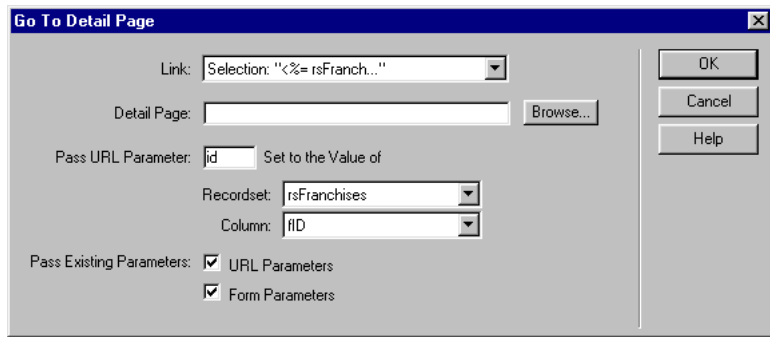 Go To Detail Page
Link: Selection: "<%= rsFranch..."
OK
Detail Page: Browse...
Cancel
Pass URL Parameter: id Set to the Value of
Help
Recordset: rsFranchises
Column: fID
Pass Existing Parameters: URL Parameters
Form Parameters